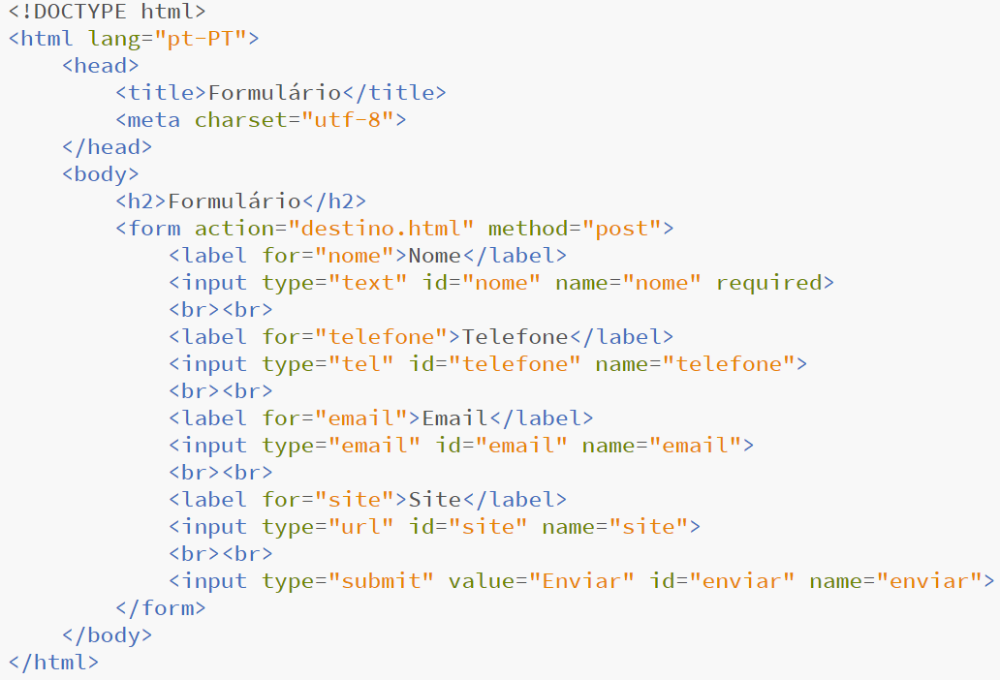 <!DOCTYPE html>
<html lang="pt-PT">
    <head>
        <title>Formulário</title>
        <meta charset="utf-8">
    </head>
    <body>
        <h2>Formulário</h2>
        <form action="destino.html" method="post">
            <label for="nome">Nome</label>
            <input type="text" id="nome" name="nome" required>
            <br><br>
            <label for="telefone">Telefone</label>
            <input type="tel" id="telefone" name="telefone">
            <br><br>
            <label for="email">Email</label>
            <input type="email" id="email" name="email">
            <br><br>
            <label for="site">Site</label>
            <input type="url" id="site" name="site">
            <br><br>
            <input type="submit" value="Enviar" id="enviar" name="enviar">
        </form>
    </body>
</html>